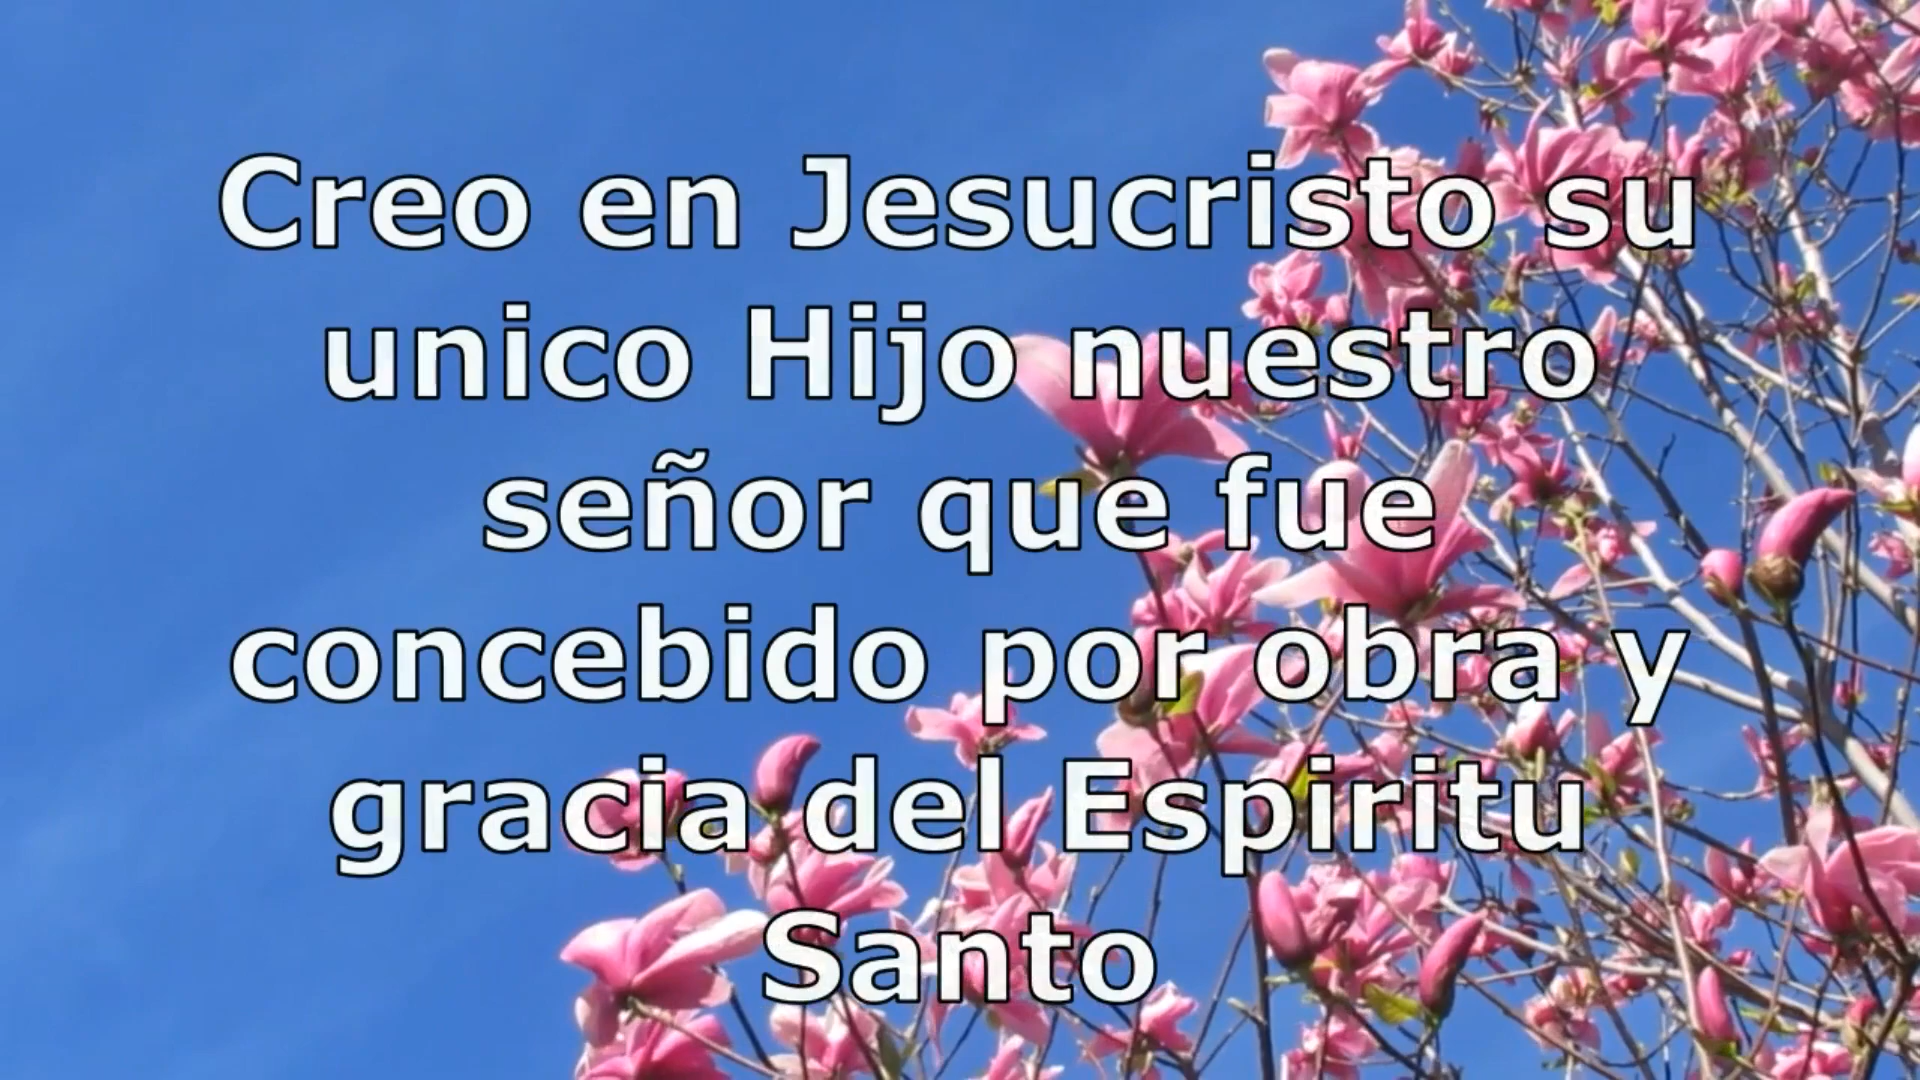 Creo en Jesucristo su
unico Hijo nuestro
señor que fue
concebido por obra y
gracia del Espiritu
Santo